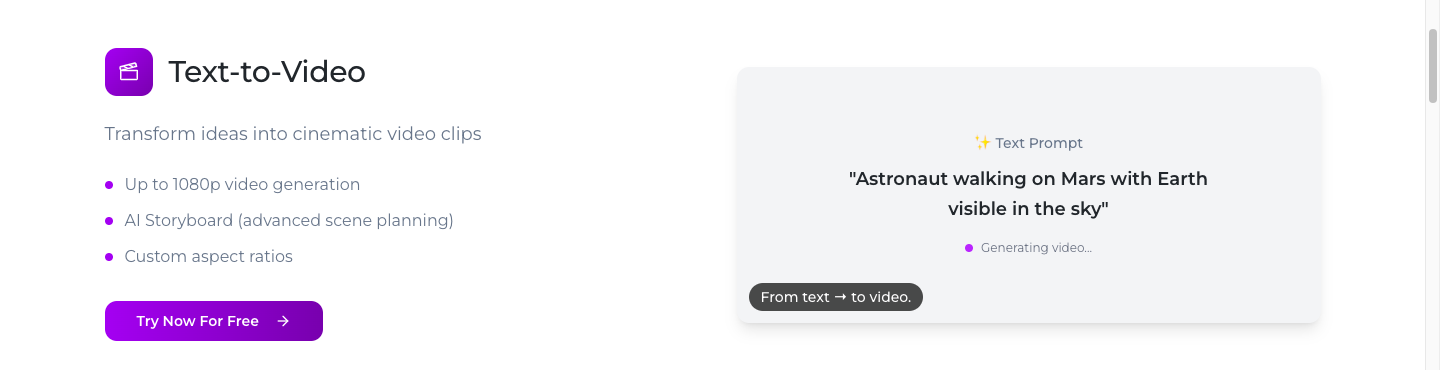 Text-to-Video
Transform ideas into cinematic video clips
Up to 1080p video generation
AI Storyboard (advanced scene planning)
Custom aspect ratios
Try Now For Free →
✨ Text Prompt
"Astronaut walking on Mars with Earth
visible in the sky"
Generating video...
From text → to video.